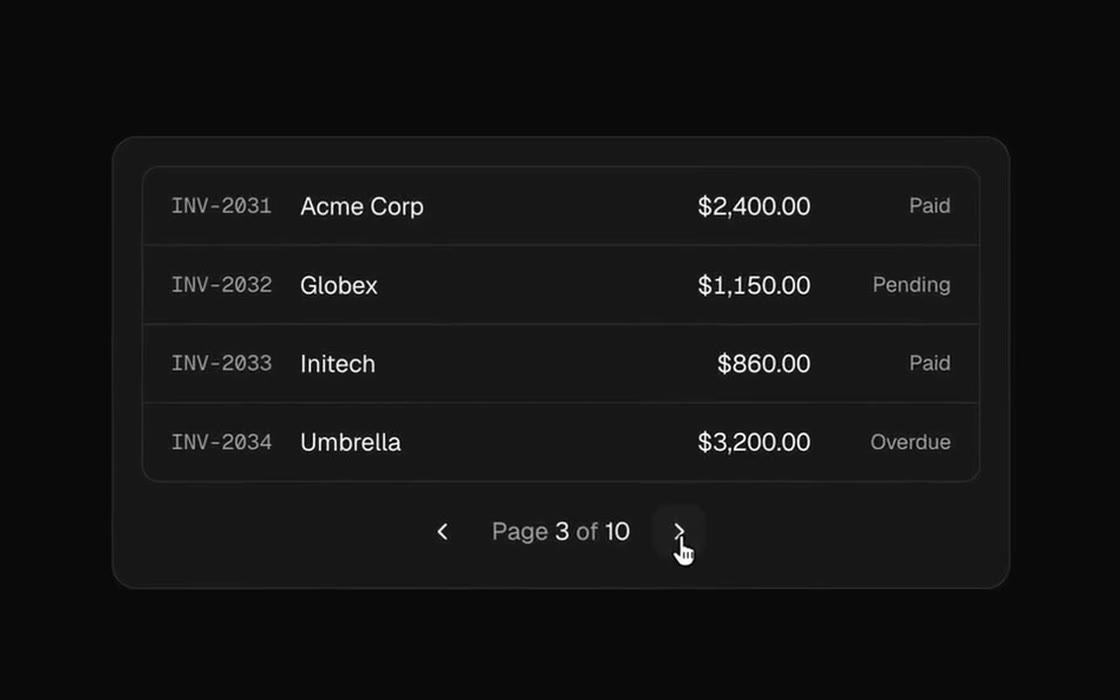 INV-2031 Acme Corp $2,400.00 Paid
INV-2032 Globex $1,150.00 Pending
INV-2033 Initech $860.00 Paid
INV-2034 Umbrella $3,200.00 Overdue
Page 3 of 10